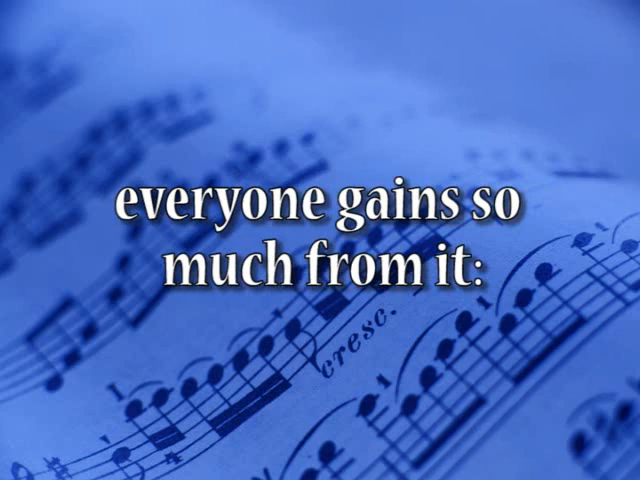 everyone gains so
much from it:
cresc.